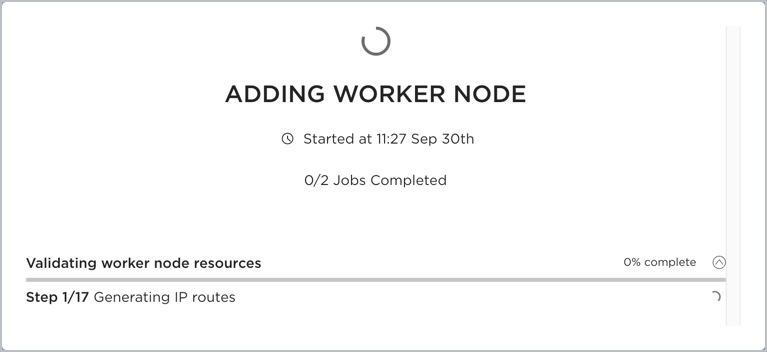 ADDING WORKER NODE
Started at 11:27 Sep 30th
0/2 Jobs Completed
Validating worker node resources 0% complete
Step 1/17 Generating IP routes